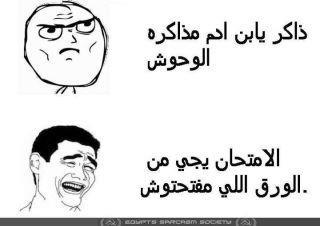 ذاكر يابن ادم مذاكره
الوحوش
الامتحان يجي من
الورق اللي مفتحتوش.
EGYPTS SARCASM SOCIETY